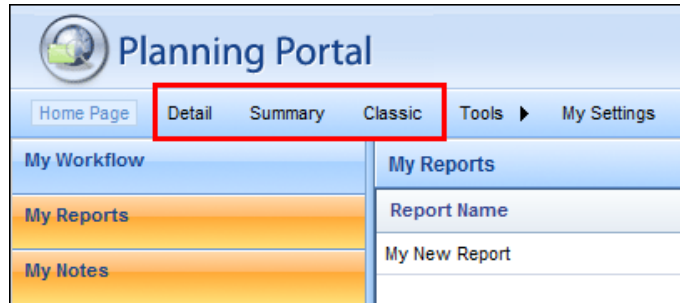 Planning Portal
Home Page Detail Summary Classic Tools My Settings
My Workflow
My Reports
My Notes
My Reports
Report Name
My New Report